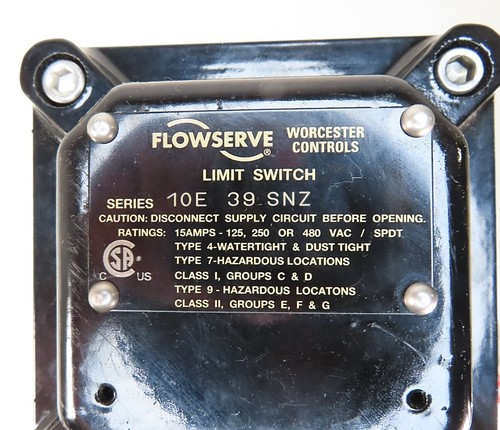 FLOWSERVE® WORCESTER
CONTROLS
LIMIT SWITCH
SERIES 10E 39 SNZ
CAUTION: DISCONNECT SUPPLY CIRCUIT BEFORE OPENING.
RATINGS: 15AMPS - 125, 250 OR 480 VAC / SPDT
TYPE 4-WATERTIGHT & DUST TIGHT
TYPE 7-HAZARDOUS LOCATIONS
CLASS I, GROUPS C & D
TYPE 9 - HAZARDOUS LOCATONS
CLASS II, GROUPS E, F & G
SA®
C US